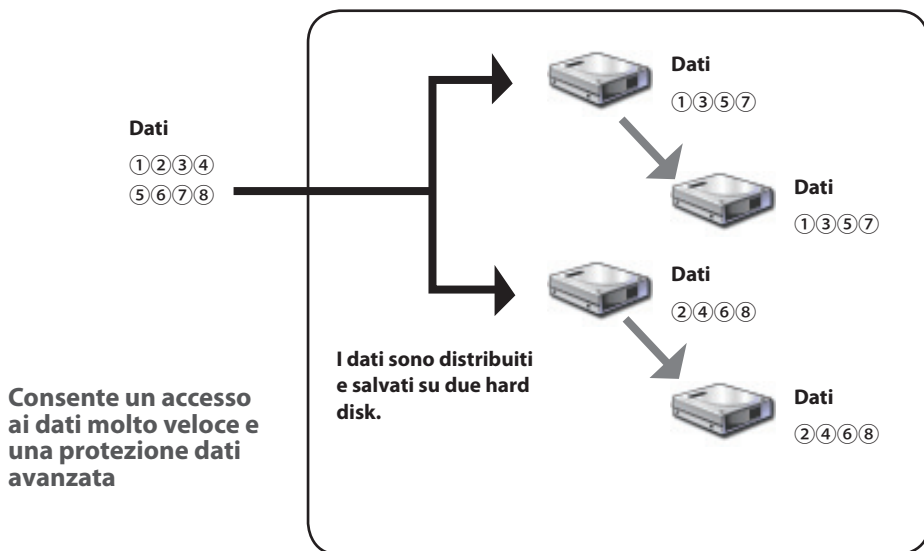 Dati
①②③④
⑤⑥⑦⑧
Dati
①③⑤⑦
Dati
①③⑤⑦
Dati
②④⑥⑧
Dati
②④⑥⑧
I dati sono distribuiti
e salvati su due hard
disk.
Consente un accesso
ai dati molto veloce e
una protezione dati
avanzata